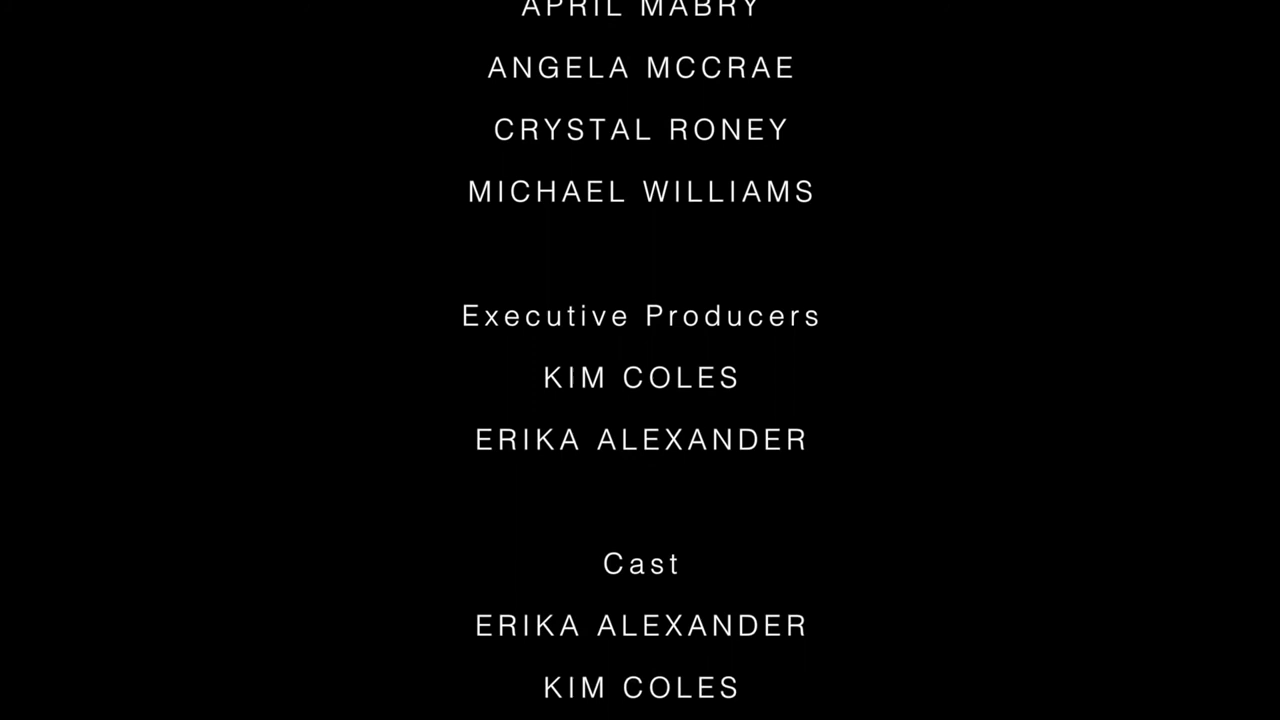 APRIL MABRY
ANGELA MCCRAE
CRYSTAL RONEY
MICHAEL WILLIAMS
Executive Producers
KIM COLES
ERIKA ALEXANDER
Cast
ERIKA ALEXANDER
KIM COLES